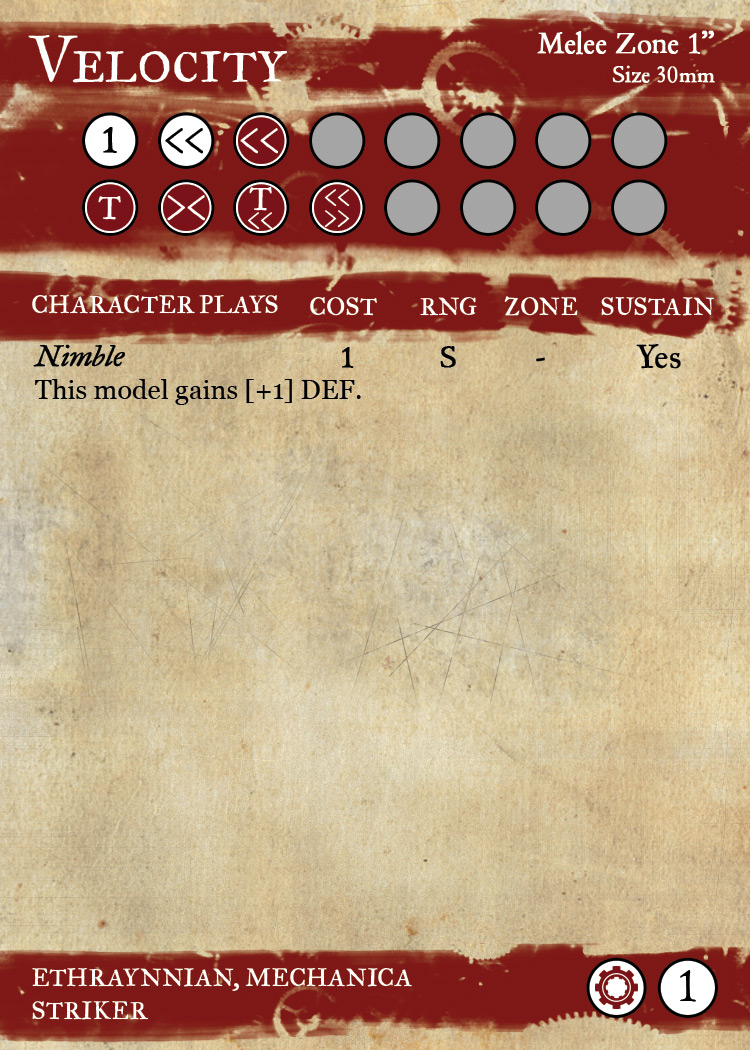 VELOCITY
Melee Zone 1”
Size 30mm
1 << <<
T >< T << << >>
CHARACTER PLAYS COST RNG ZONE SUSTAIN
Nimble 1 S - Yes
This model gains [+1] DEF.
ETHRAYNNIAN, MECHANICA
STRIKER
1